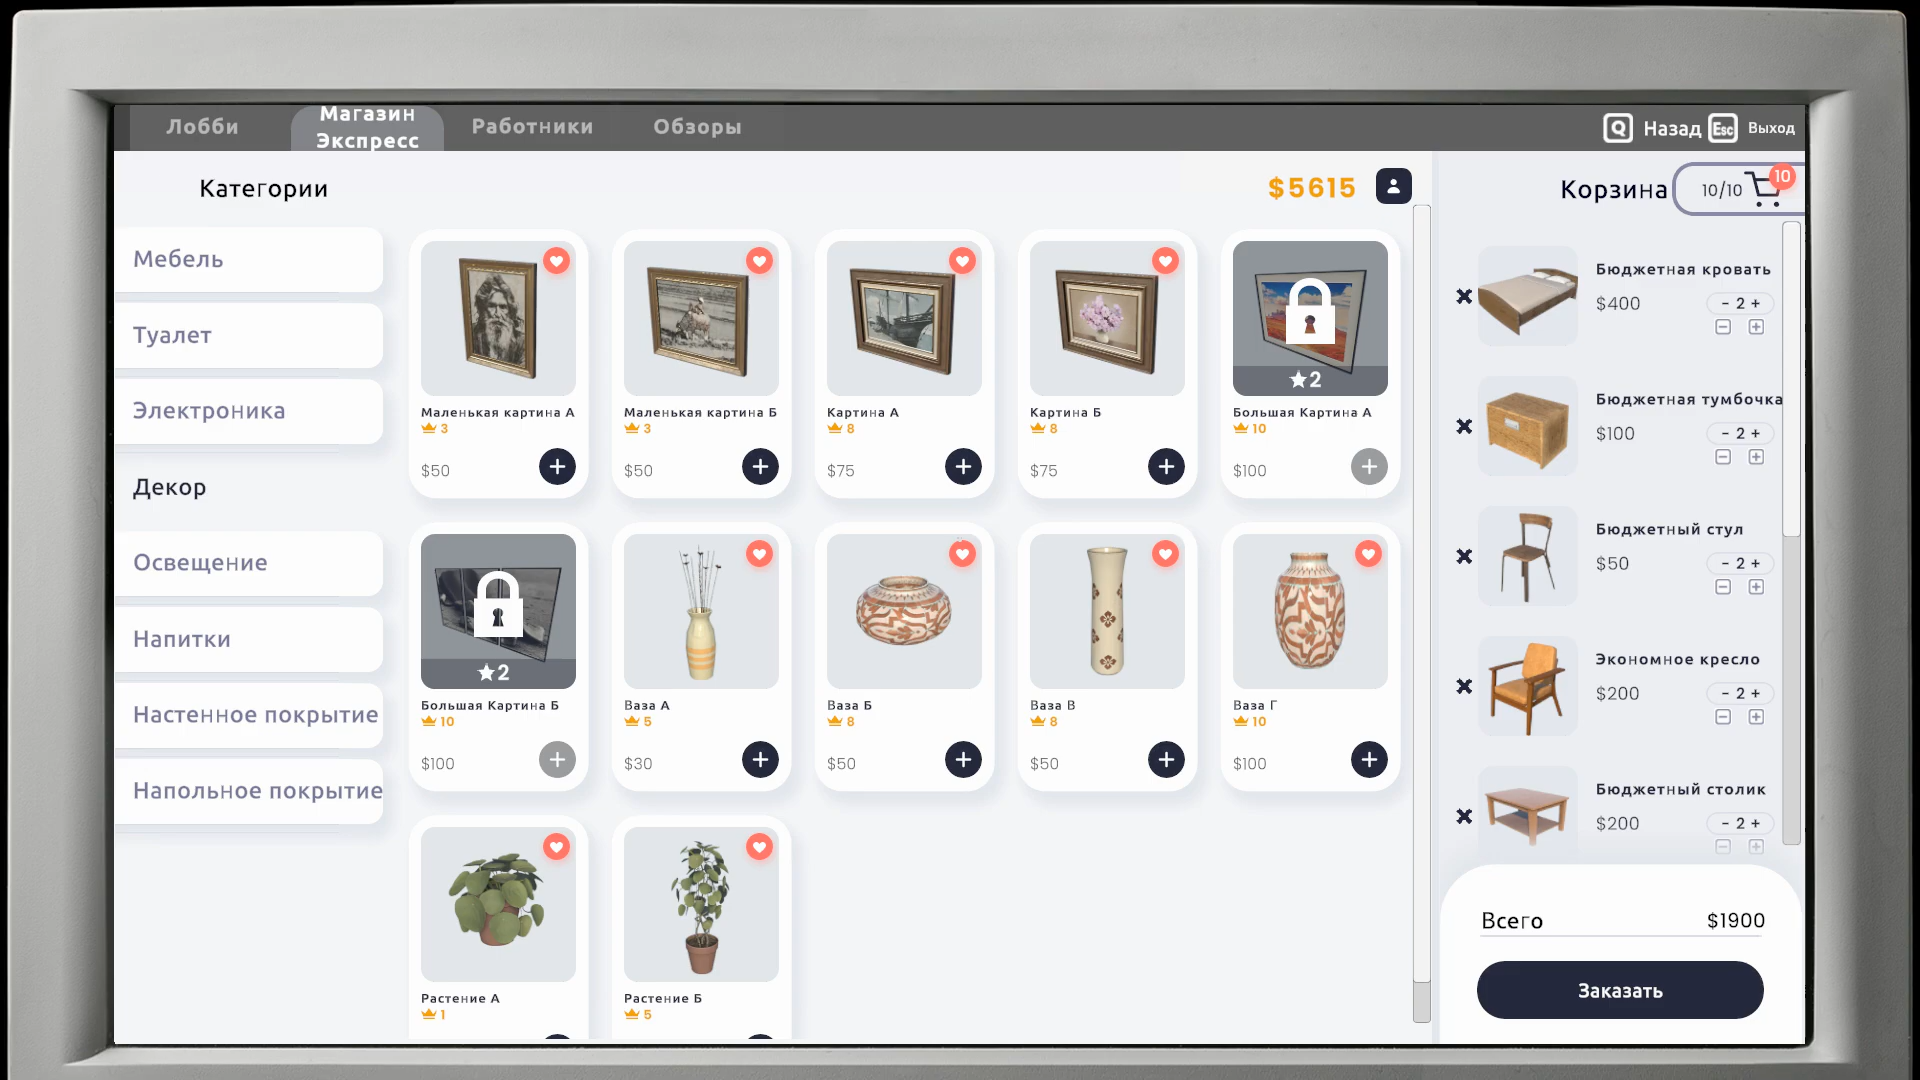 Лобби
Магазин
Экспресс
Работники
Обзоры
Q Назад Esc Выход
Категории
$5615
Корзина
10/10
10
Мебель
Туалет
Электроника
Декор
Освещение
Напитки
Настенное покрытие
Напольное покрытие
Маленькая картина А
3
$50
Маленькая картина Б
3
$50
Картина А
8
$75
Картина Б
8
$75
2
Большая Картина А
10
$100
2
Большая Картина Б
10
$100
Ваза А
5
$30
Ваза Б
8
$50
Ваза В
8
$50
Ваза Г
10
$100
Растение А
1
Растение Б
5
Бюджетная кровать
$400
- 2 +
Бюджетная тумбочка
$100
- 2 +
Бюджетный стул
$50
- 2 +
Экономное кресло
$200
- 2 +
Бюджетный столик
$200
- 2 +
Всего $1900
Заказать